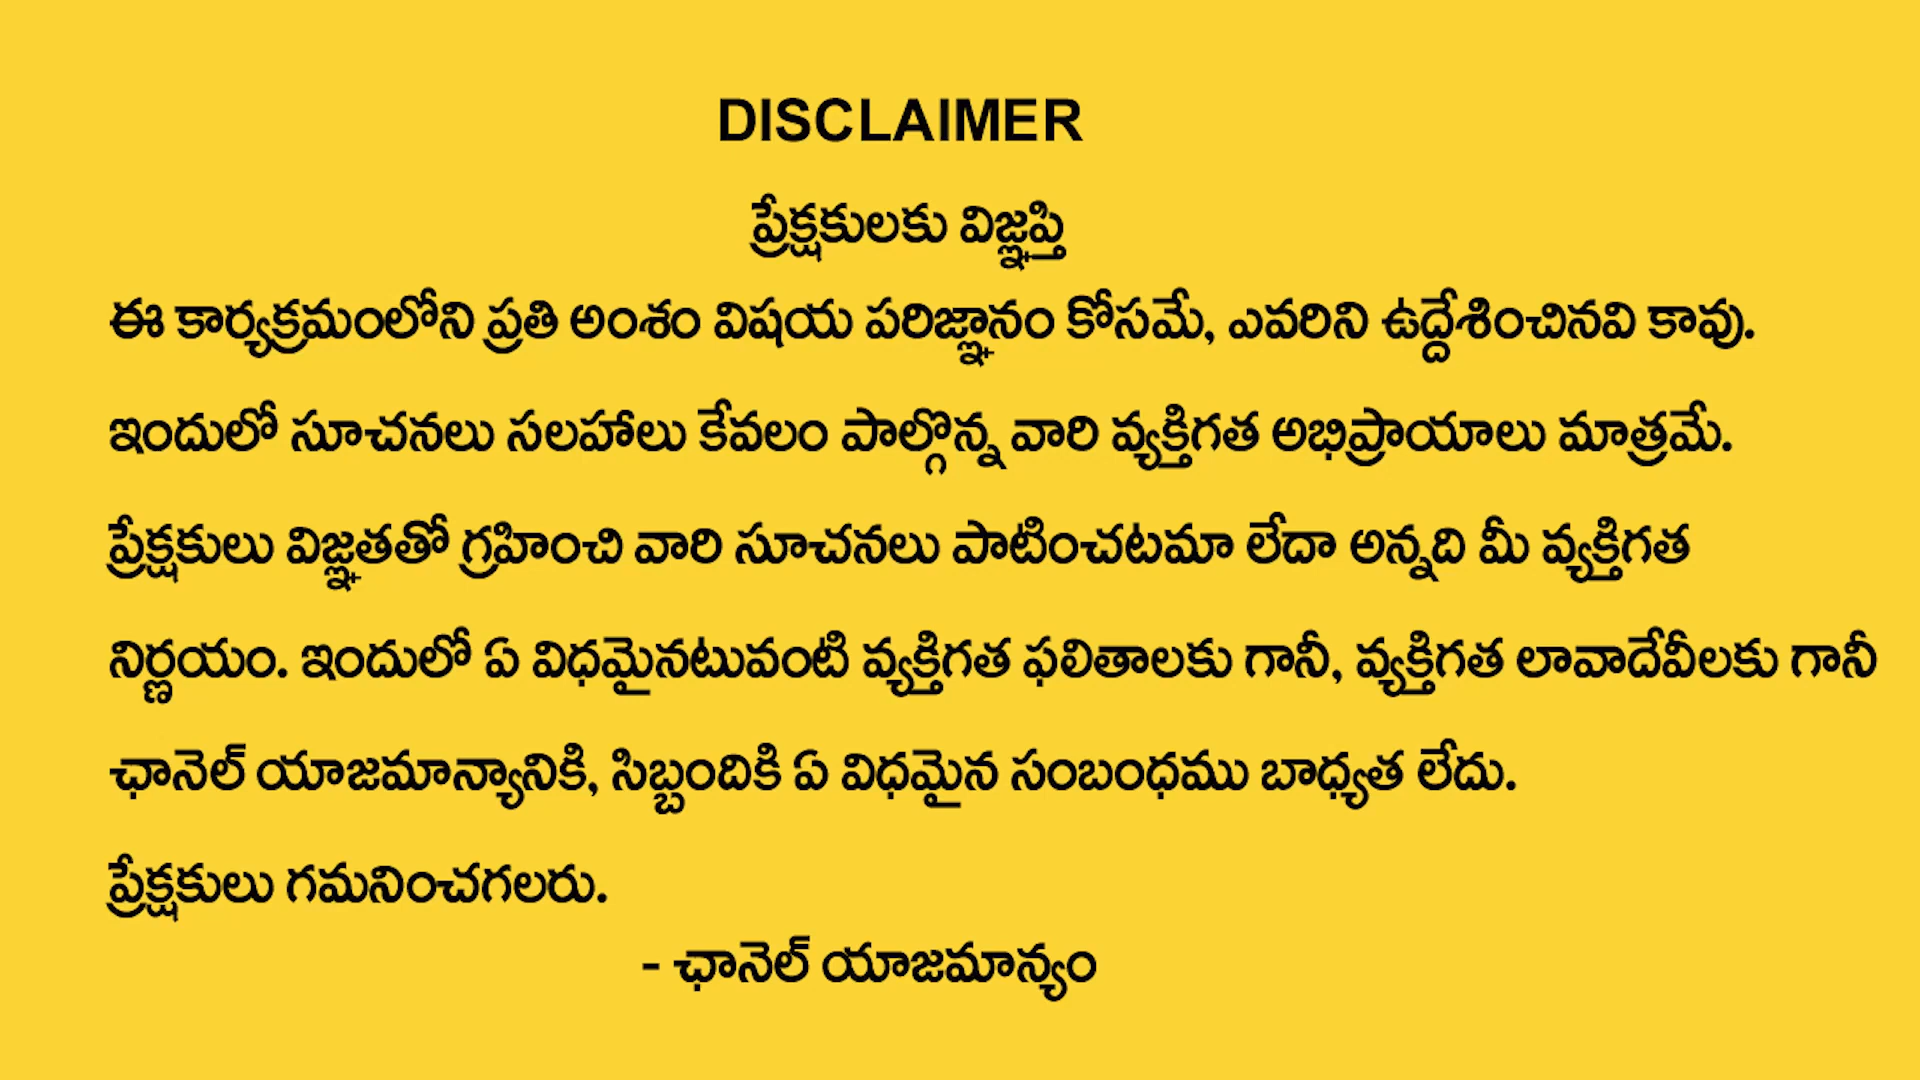 DISCLAIMER
ప్రేక్షకులకు విజ్ఞప్తి
ఈ కార్యక్రమంలోని ప్రతి అంశం విషయ పరిజ్ఞానం కోసమే, ఎవరిని ఉద్దేశించినవి కావు.
ఇందులో సూచనలు సలహాలు కేవలం పాల్గొన్న వారి వ్యక్తిగత అభిప్రాయాలు మాత్రమే.
ప్రేక్షకులు విజ్ఞతతో గ్రహించి వారి సూచనలు పాటించటమా లేదా అన్నది మీ వ్యక్తిగత
నిర్ణయం. ఇందులో ఏ విధమైనటువంటి వ్యక్తిగత ఫలితాలకు గానీ, వ్యక్తిగత లావాదేవీలకు గానీ
ఛానెల్ యాజమాన్యానికి, సిబ్బందికి ఏ విధమైన సంబంధము బాధ్యత లేదు.
ప్రేక్షకులు గమనించగలరు.
- ఛానెల్ యాజమాన్యం